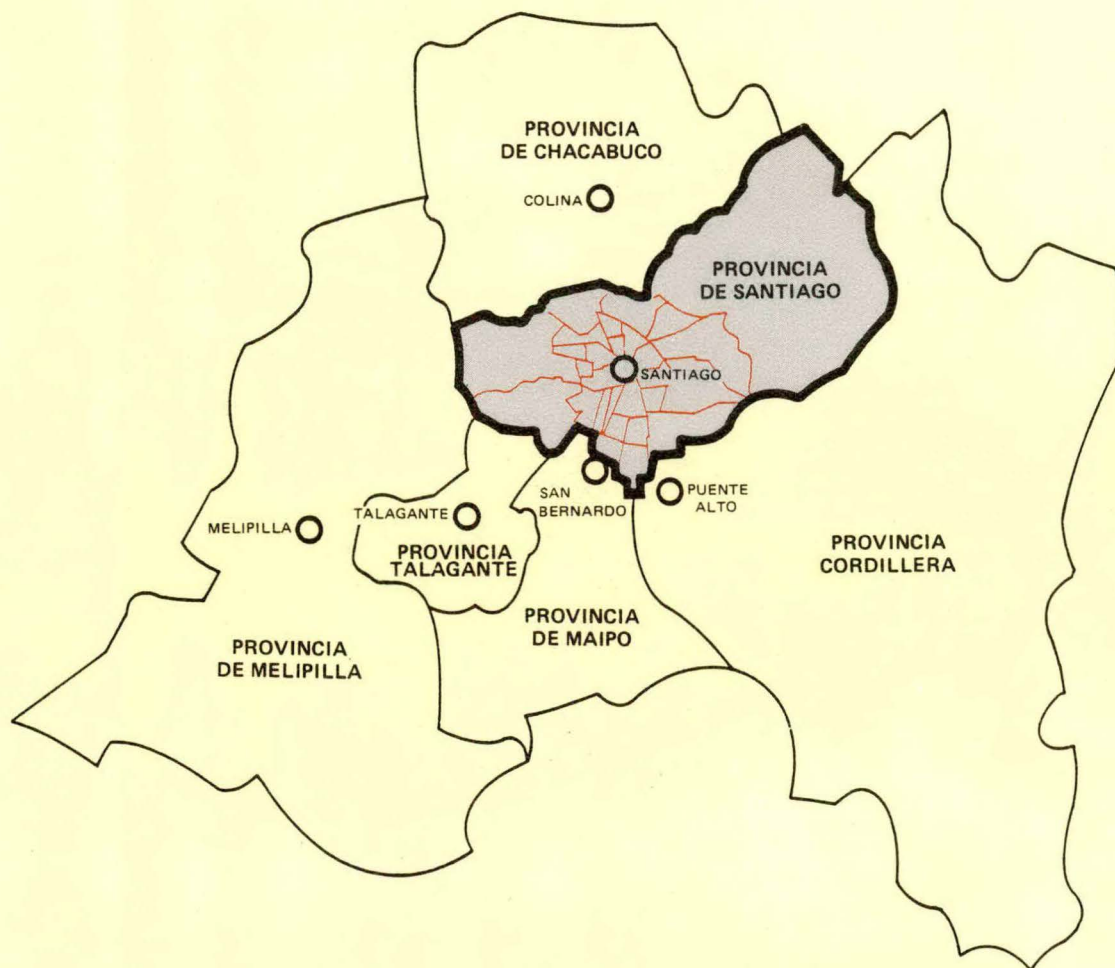 PROVINCIA
DE CHACABUCO
COLINA
PROVINCIA
DE SANTIAGO
SANTIAGO
SAN
BERNARDO
PUENTE
ALTO
MELIPILLA
TALAGANTE
PROVINCIA
TALAGANTE
PROVINCIA
CORDILLERA
PROVINCIA
DE MAIPO
PROVINCIA
DE MELIPILLA